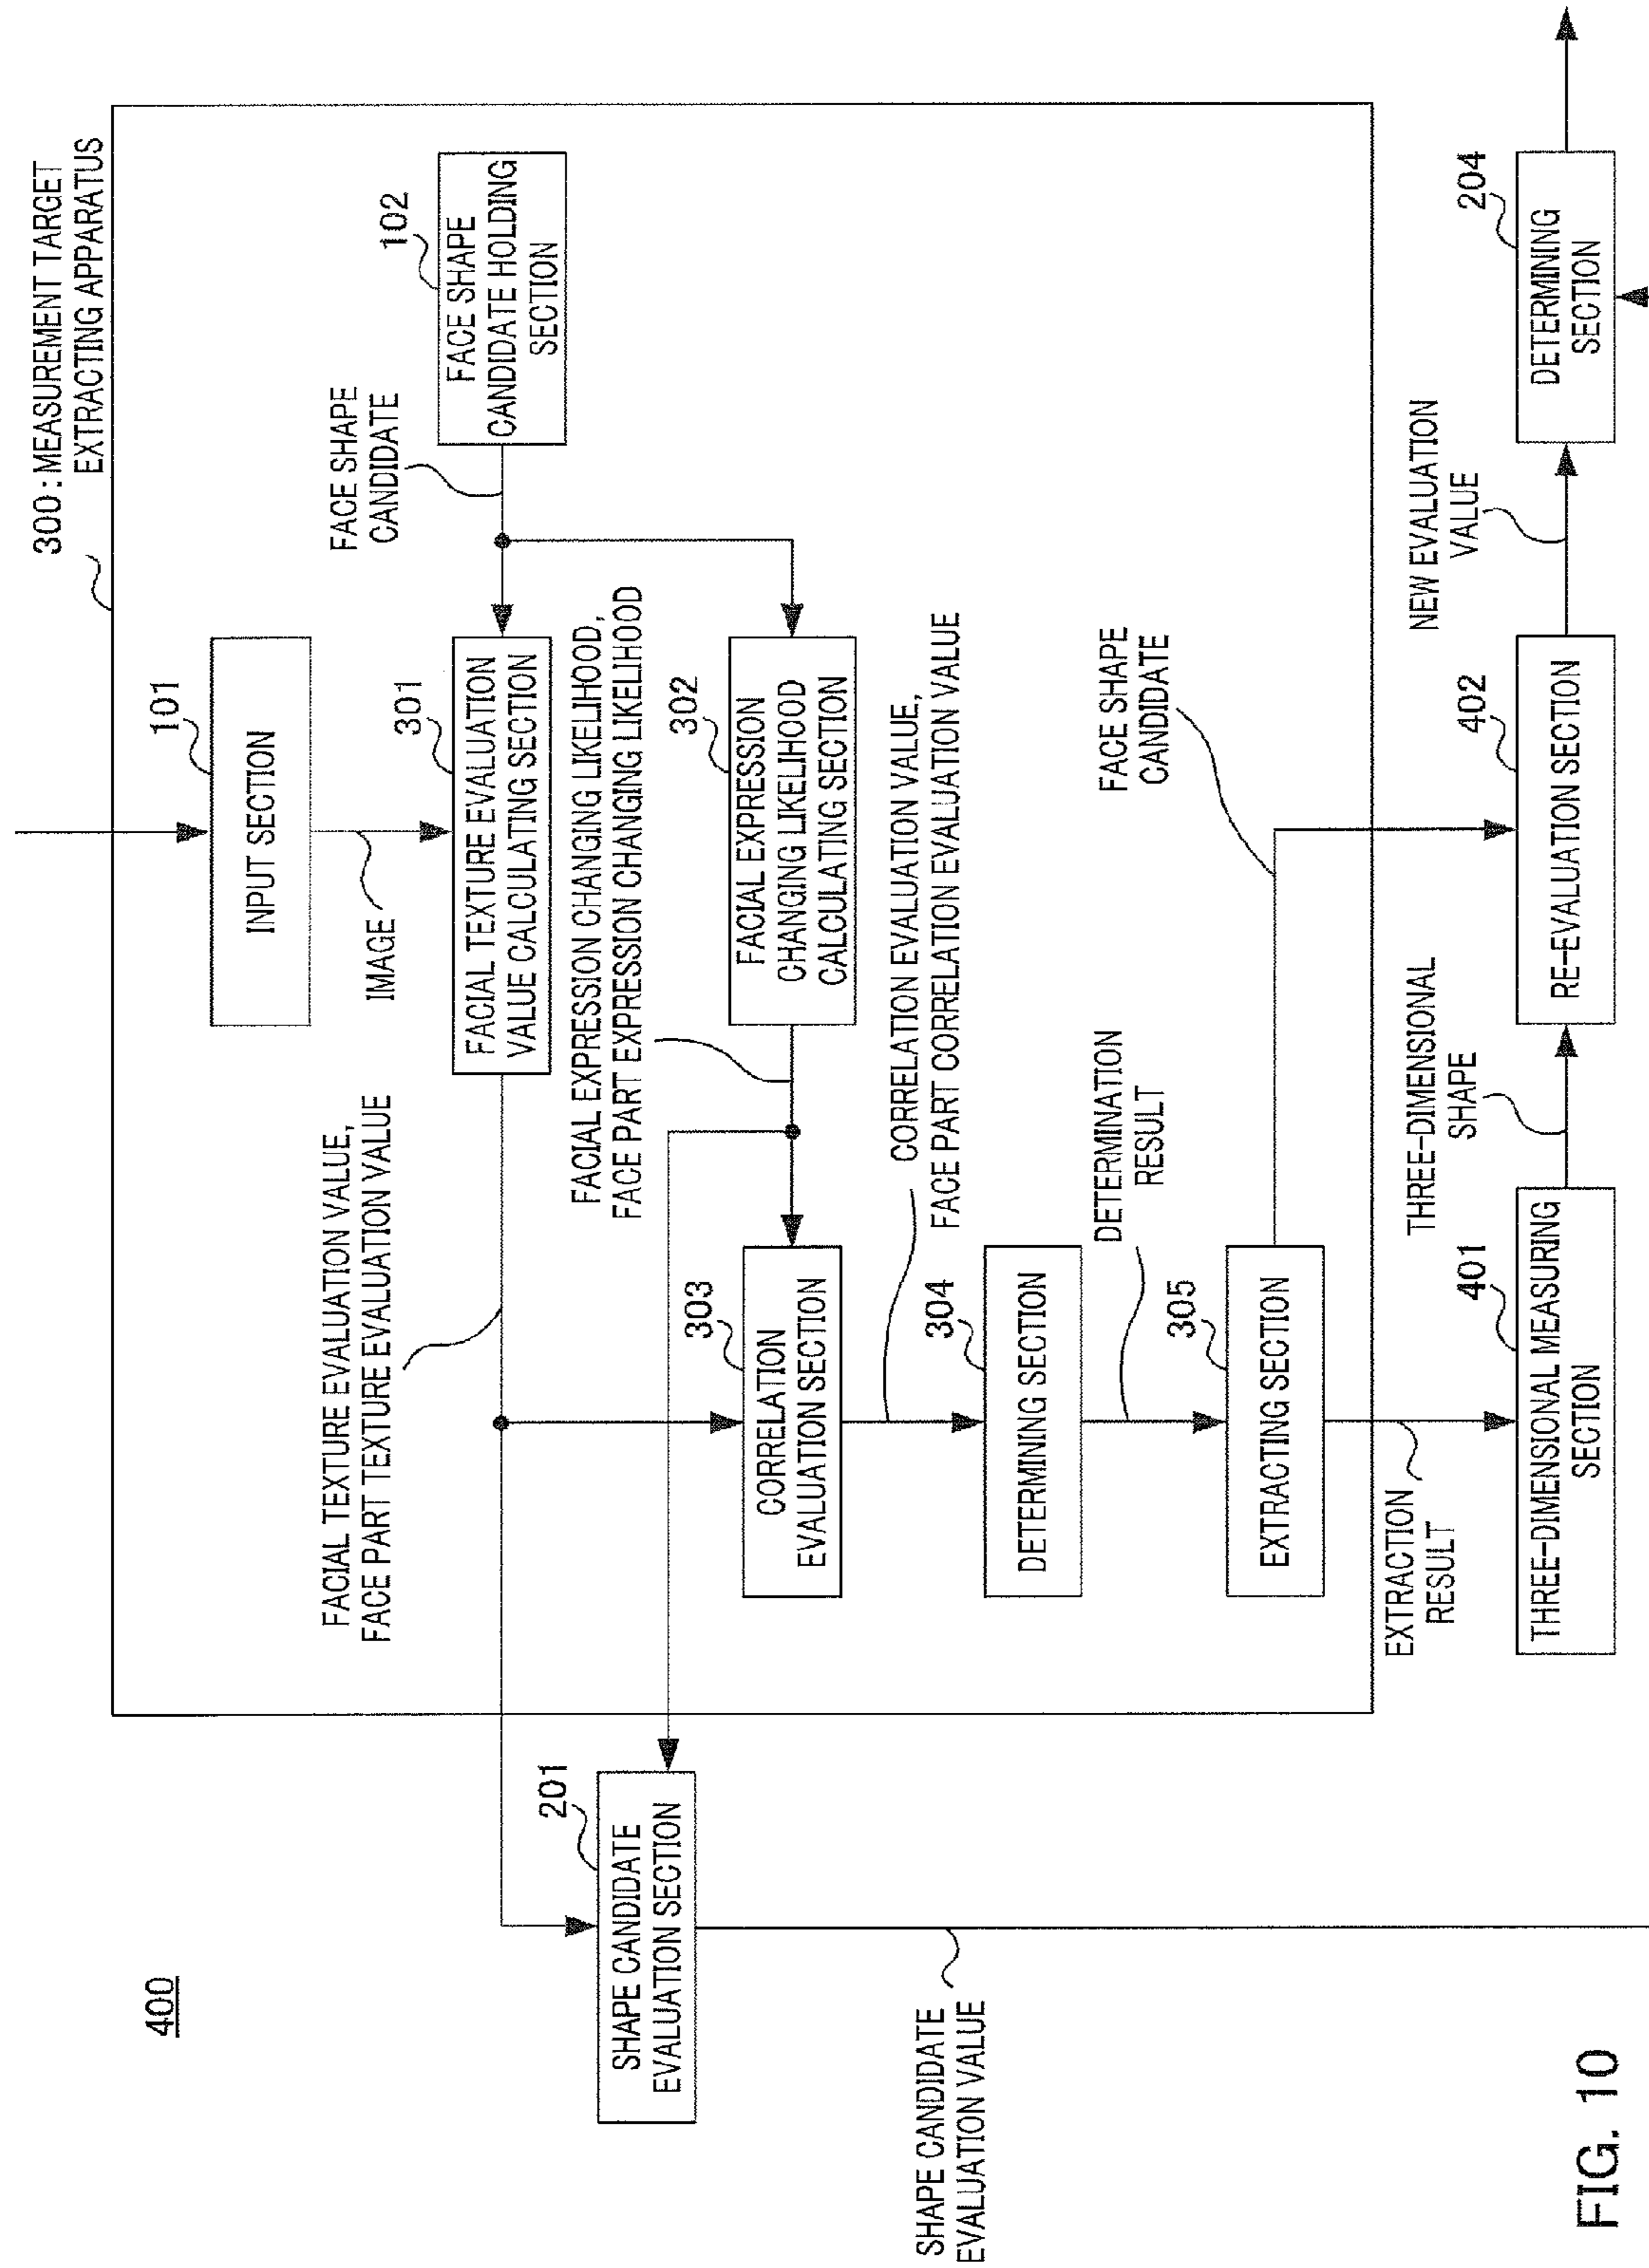 400
300:MEASUREMENT TARGET
EXTRACTING APPARATUS
101
INPUT SECTION
IMAGE
102
FACE SHAPE
CANDIDATE HOLDING
SECTION
FACE SHAPE
CANDIDATE
301
FACIAL TEXTURE EVALUATION
VALUE CALCULATING SECTION
FACIAL TEXTURE EVALUATION VALUE,
FACE PART TEXTURE EVALUATION VALUE
FACIAL EXPRESSION CHANGING LIKELIHOOD,
FACE PART EXPRESSION CHANGING LIKELIHOOD
302
FACIAL EXPRESSION
CHANGING LIKELIHOOD
CALCULATING SECTION
201
SHAPE CANDIDATE
EVALUATION SECTION
303
CORRELATION
EVALUATION SECTION
CORRELATION EVALUATION VALUE,
FACE PART CORRELATION EVALUATION VALUE
304
DETERMINING SECTION
DETERMINATION
RESULT
305
EXTRACTING SECTION
FACE SHAPE
CANDIDATE
SHAPE CANDIDATE
EVALUATION VALUE
EXTRACTION
RESULT
401
THREE-DIMENSIONAL MEASURING
SECTION
THREE-DIMENSIONAL
SHAPE
402
RE-EVALUATION SECTION
NEW EVALUATION
VALUE
204
DETERMINING
SECTION
FIG. 10